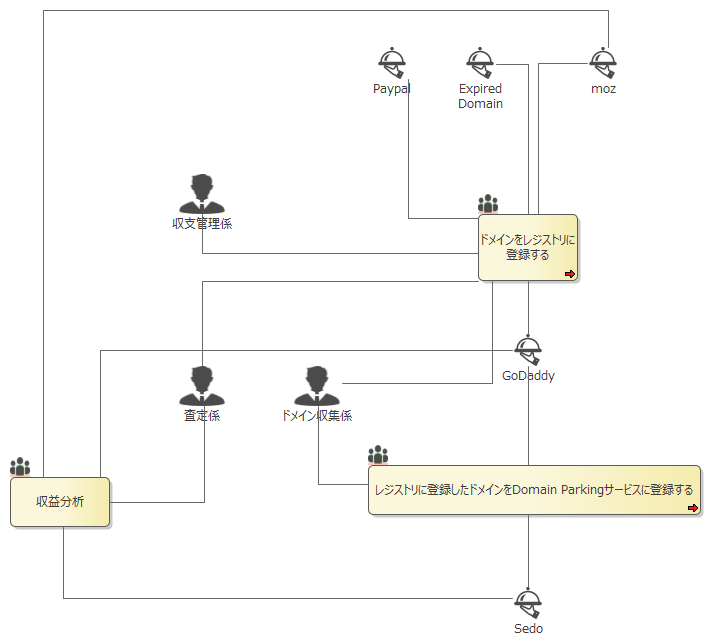 Paypal
Expired
Domain
moz
収支管理係
ドメインをレジストリに
登録する
GoDaddy
査定係
ドメイン収集係
収益分析
レジストリに登録したドメインをDomain Parkingサービスに登録する
Sedo